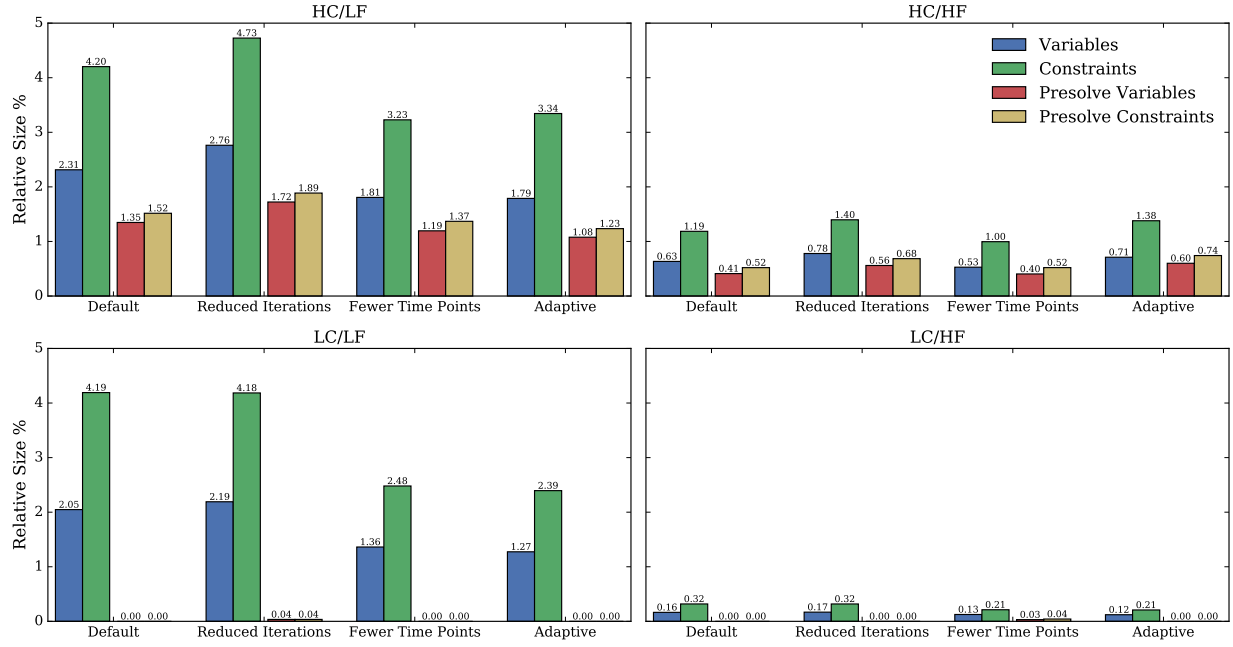 HC/LF
HC/HF
Relative Size %
5
4
3
2
1
0
2.31
4.20
1.35
1.52
2.76
4.73
1.72
1.89
1.81
3.23
1.19
1.37
1.79
3.34
1.08
1.23
Default
Reduced Iterations
Fewer Time Points
Adaptive
Variables
Constraints
Presolve Variables
Presolve Constraints
0.63
1.19
0.41
0.52
0.78
1.40
0.56
0.68
0.53
1.00
0.40
0.52
0.71
1.38
0.60
0.74
Default
Reduced Iterations
Fewer Time Points
Adaptive
LC/LF
LC/HF
Relative Size %
5
4
3
2
1
0
2.05
4.19
0.00
0.00
2.19
4.18
0.04
0.04
1.36
2.48
0.00
0.00
1.27
2.39
0.00
0.00
Default
Reduced Iterations
Fewer Time Points
Adaptive
0.16
0.32
0.00
0.00
0.17
0.32
0.00
0.00
0.13
0.21
0.03
0.04
0.12
0.21
0.00
0.00
Default
Reduced Iterations
Fewer Time Points
Adaptive